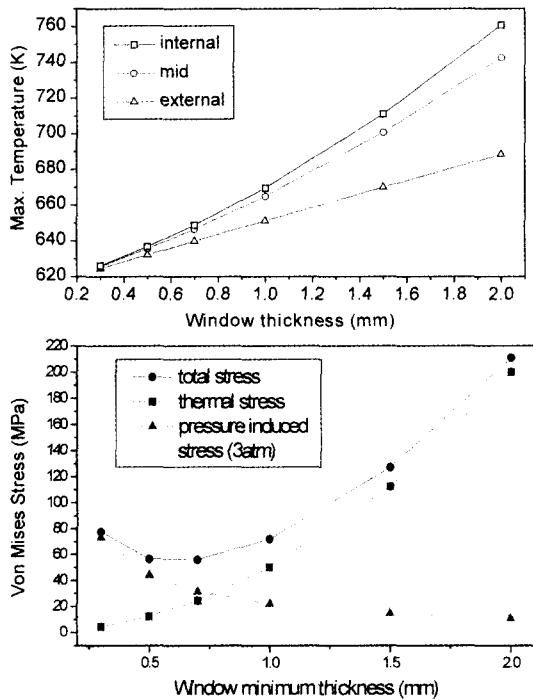 Max. Temperature (K)
760
740
720
700
680
660
640
620
internal
mid
external
0.2 0.4 0.6 0.8 1.0 1.2 1.4 1.6 1.8 2.0
Window thickness (mm)
Von Mises Stress (MPa)
220
200
180
160
140
120
100
80
60
40
20
0
total stress
thermal stress
pressure induced
stress (3atm)
0.5 1.0 1.5 2.0
Window minimum thickness (mm)